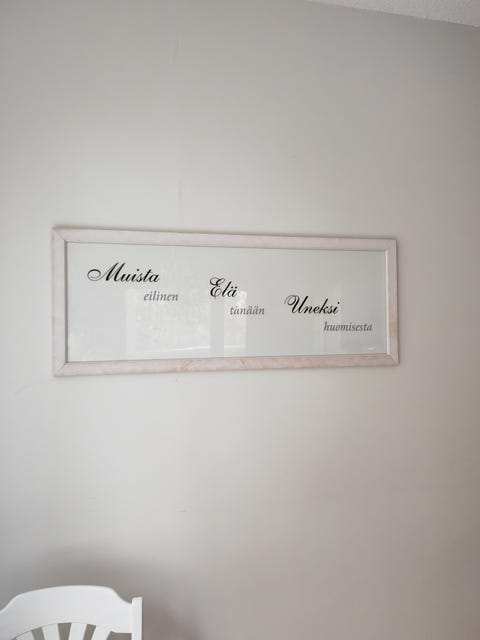 Muista
eilinen
Elä
tänään
Uneksi
huomisesta